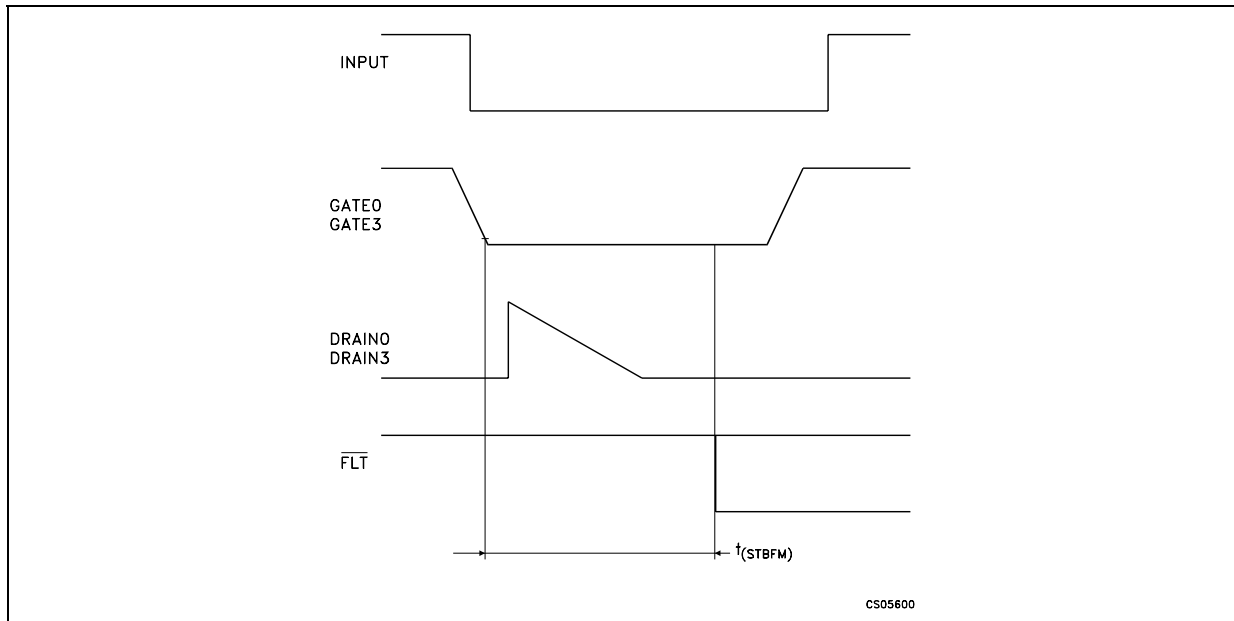 INPUT
GATE0
GATE3
DRAIN0
DRAIN3
FLT
t(STBFM)
CS05600